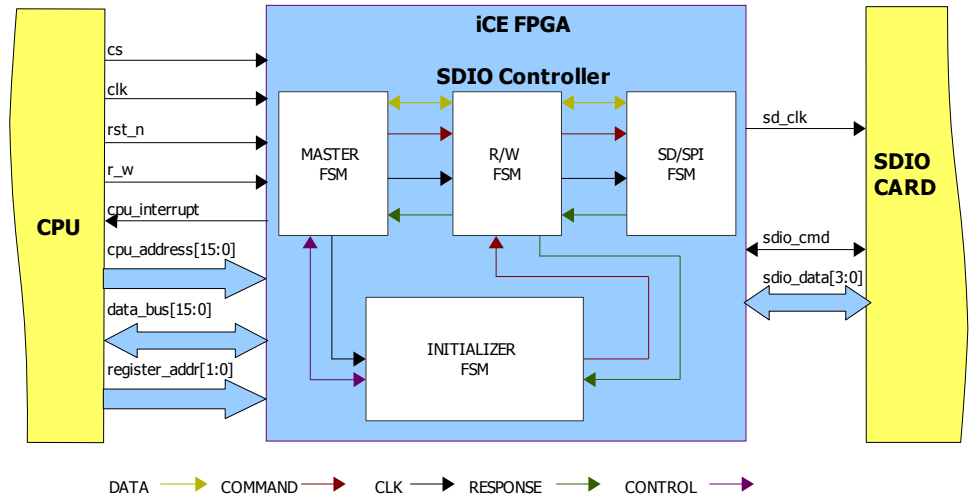 iCE FPGA
SDIO Controller
cs
clk
rst_n
r_w
cpu_interrupt
cpu_address[15:0]
data_bus[15:0]
register_addr[1:0]
CPU
MASTER
FSM
R/W
FSM
SD/SPI
FSM
INITIALIZER
FSM
sd_clk
sdio_cmd
sdio_data[3:0]
SDIO
CARD
DATA COMMAND CLK RESPONSE CONTROL